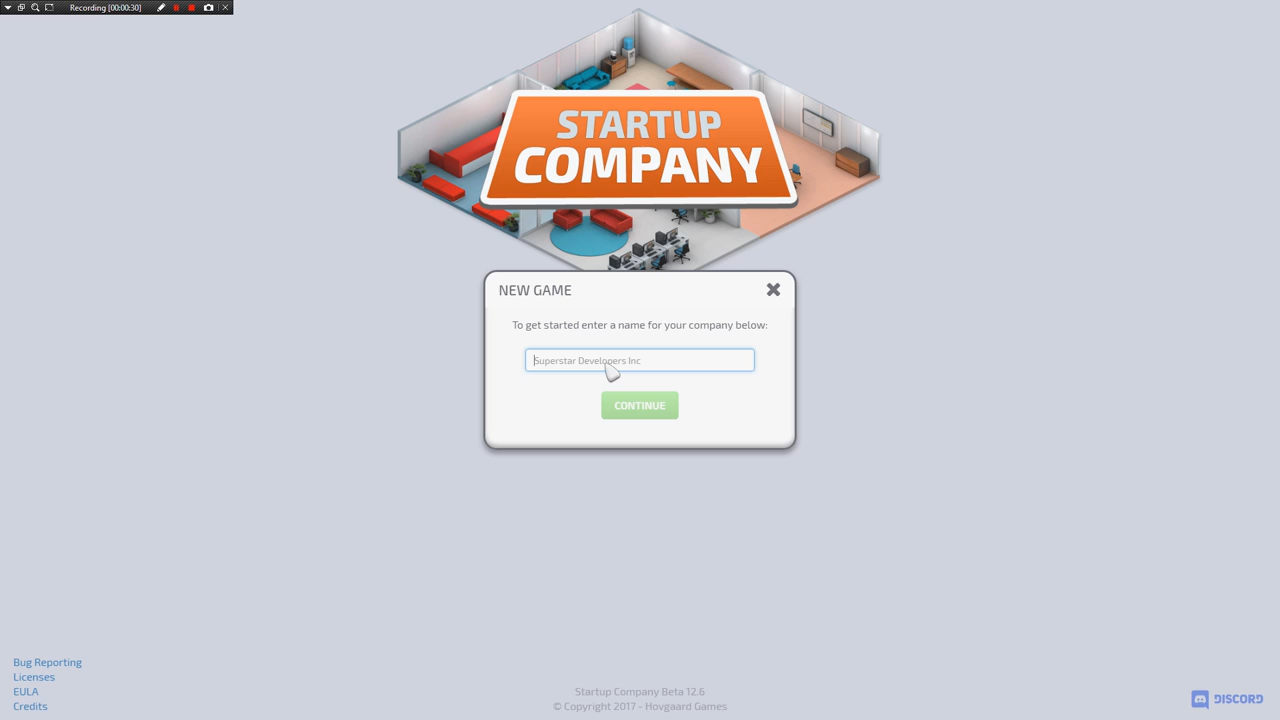 Recording [00:00:30]
STARTUP
COMPANY
NEW GAME
To get started enter a name for your company below:
Superstar Developers Inc
CONTINUE
Bug Reporting
Licenses
EULA
Credits
Startup Company Beta 12.6
© Copyright 2017 - Hovgaard Games
DISCORD